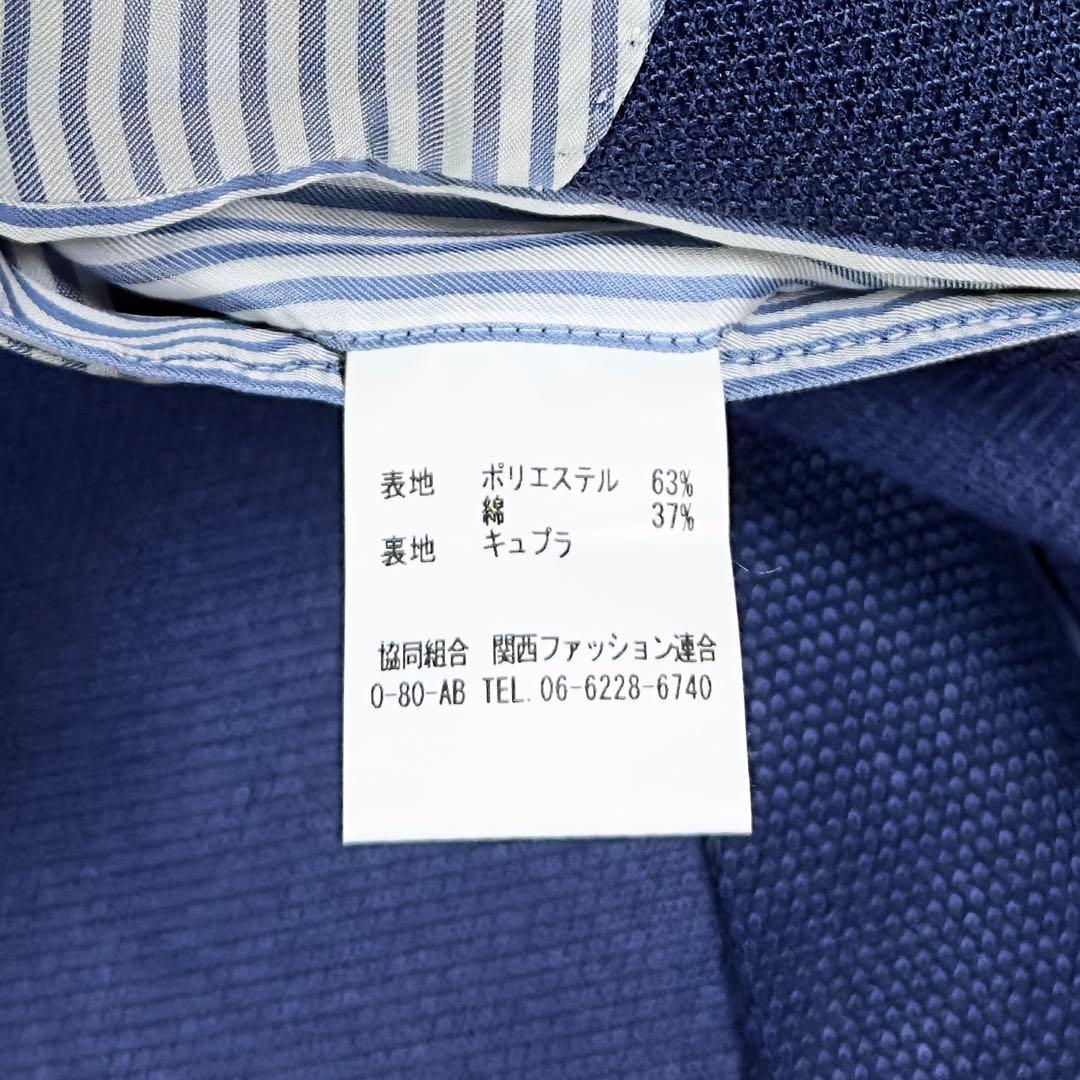 表地 ポリエステル 63%
綿 37%
裏地 キュプラ
協同組合 関西ファッション連合
0-80-AB TEL. 06-6228-6740